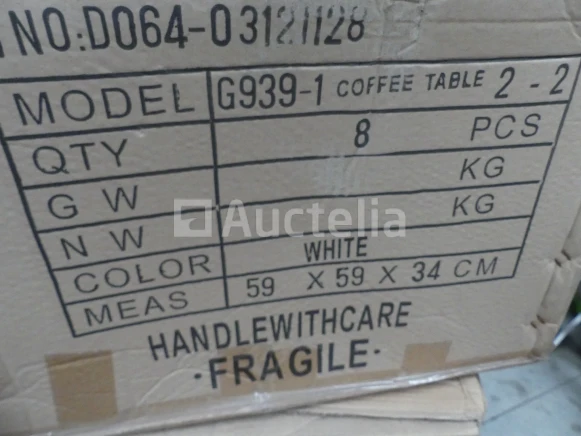 NO:D064-03121128
MODEL G939-1 COFFEE TABLE 2-2
QTY 8 PCS
G W KG
N W KG
COLOR WHITE
MEAS 59 X 59 X 34 CM
HANDLEWITHCARE
·FRAGILE·
Auctelia